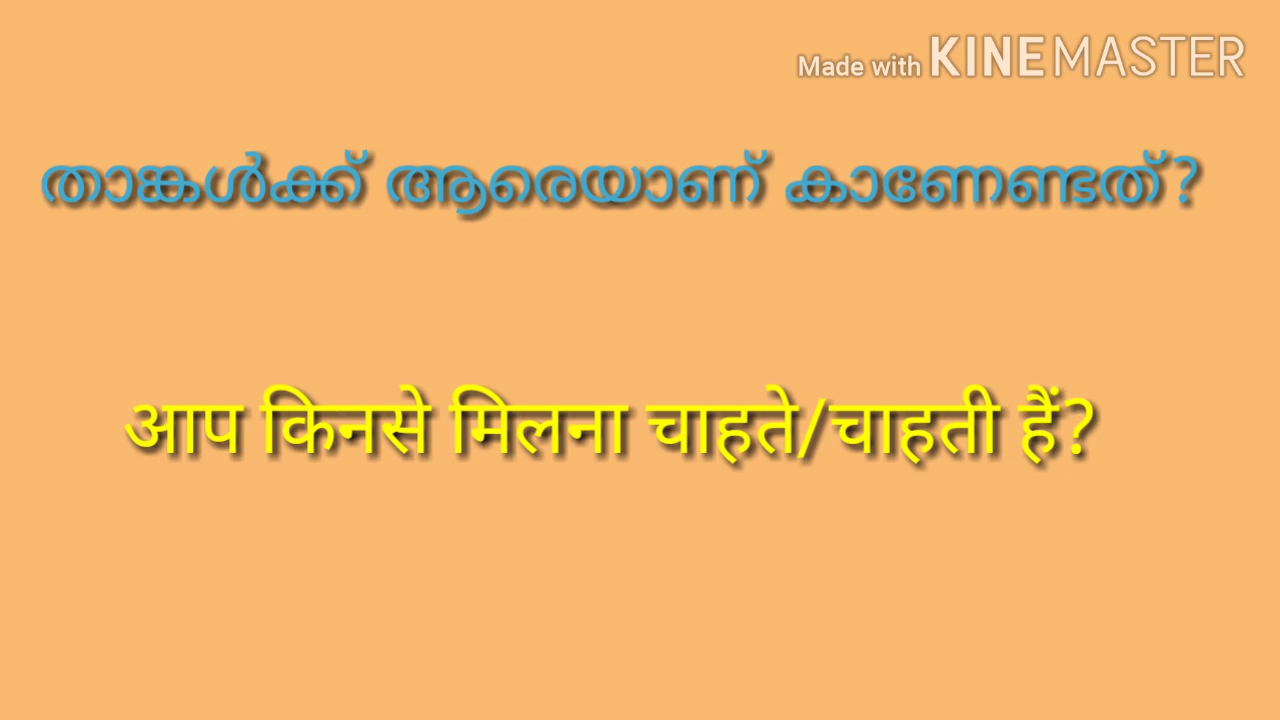 Made with KINEMASTER
താങ്കൾക്ക് ആരെയാണ് കാണേണ്ടത്?
आप किनसे मिलना चाहते/चाहती हैं?